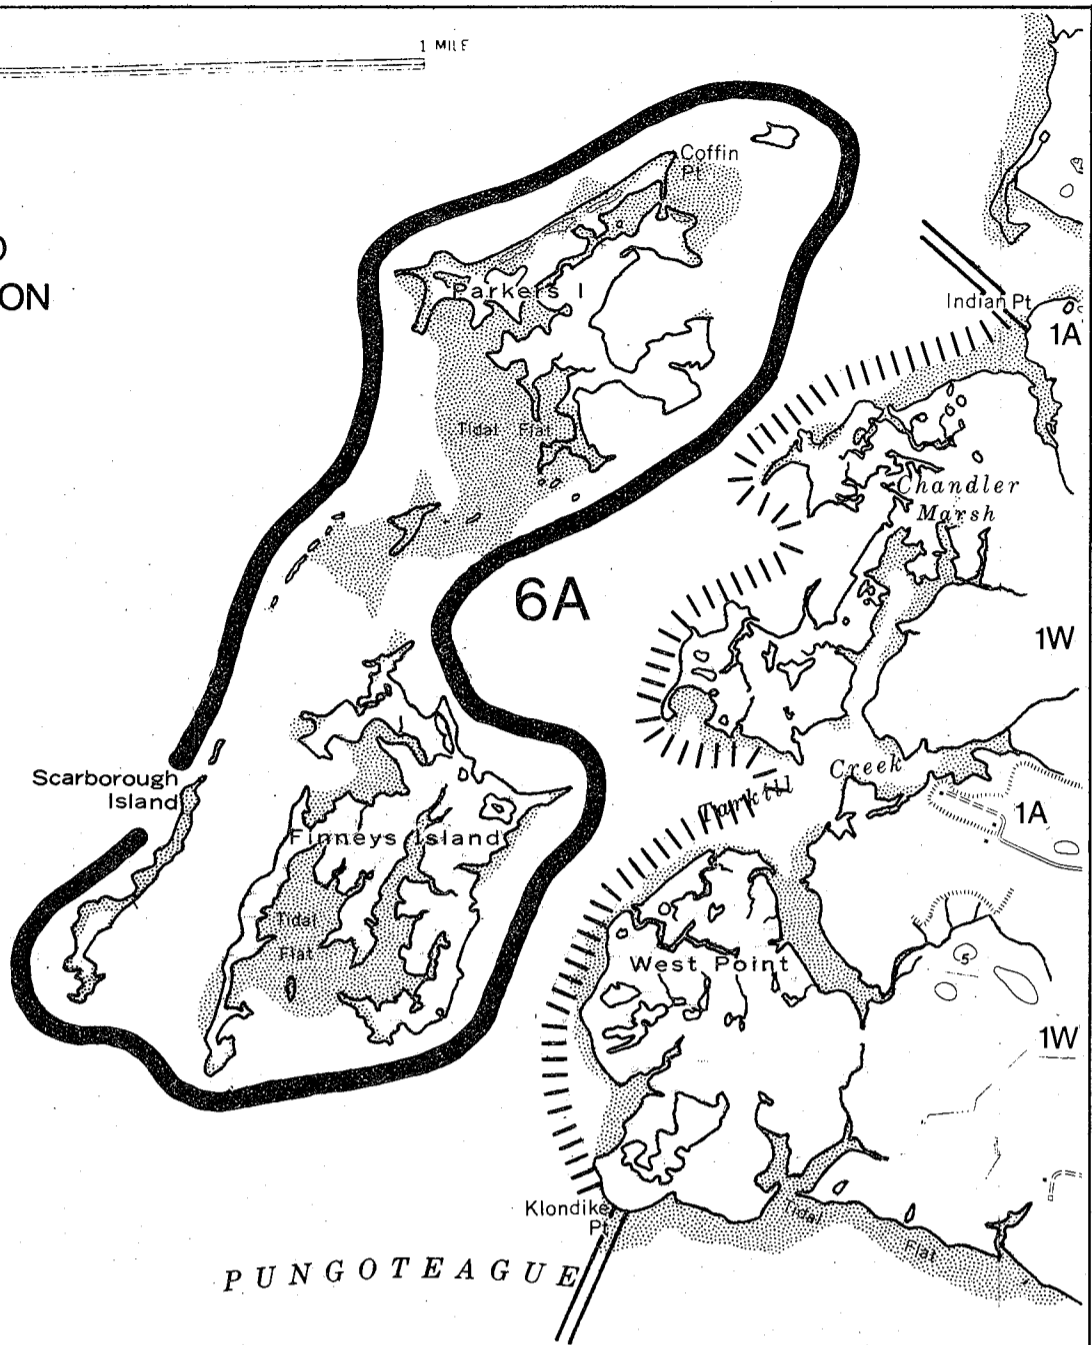 1 MILE
ON
Coffin
Pt
Parkers I
Indian Pt
1A
Tidal Flat
Chandler
Marsh
6A
1W
Scarborough
Island
Creek
1A
Finneys Island
Tidal
Flat
West Point
5
1W
Klondike
Pt
Tidal
Flat
PUNGOTEAGUE